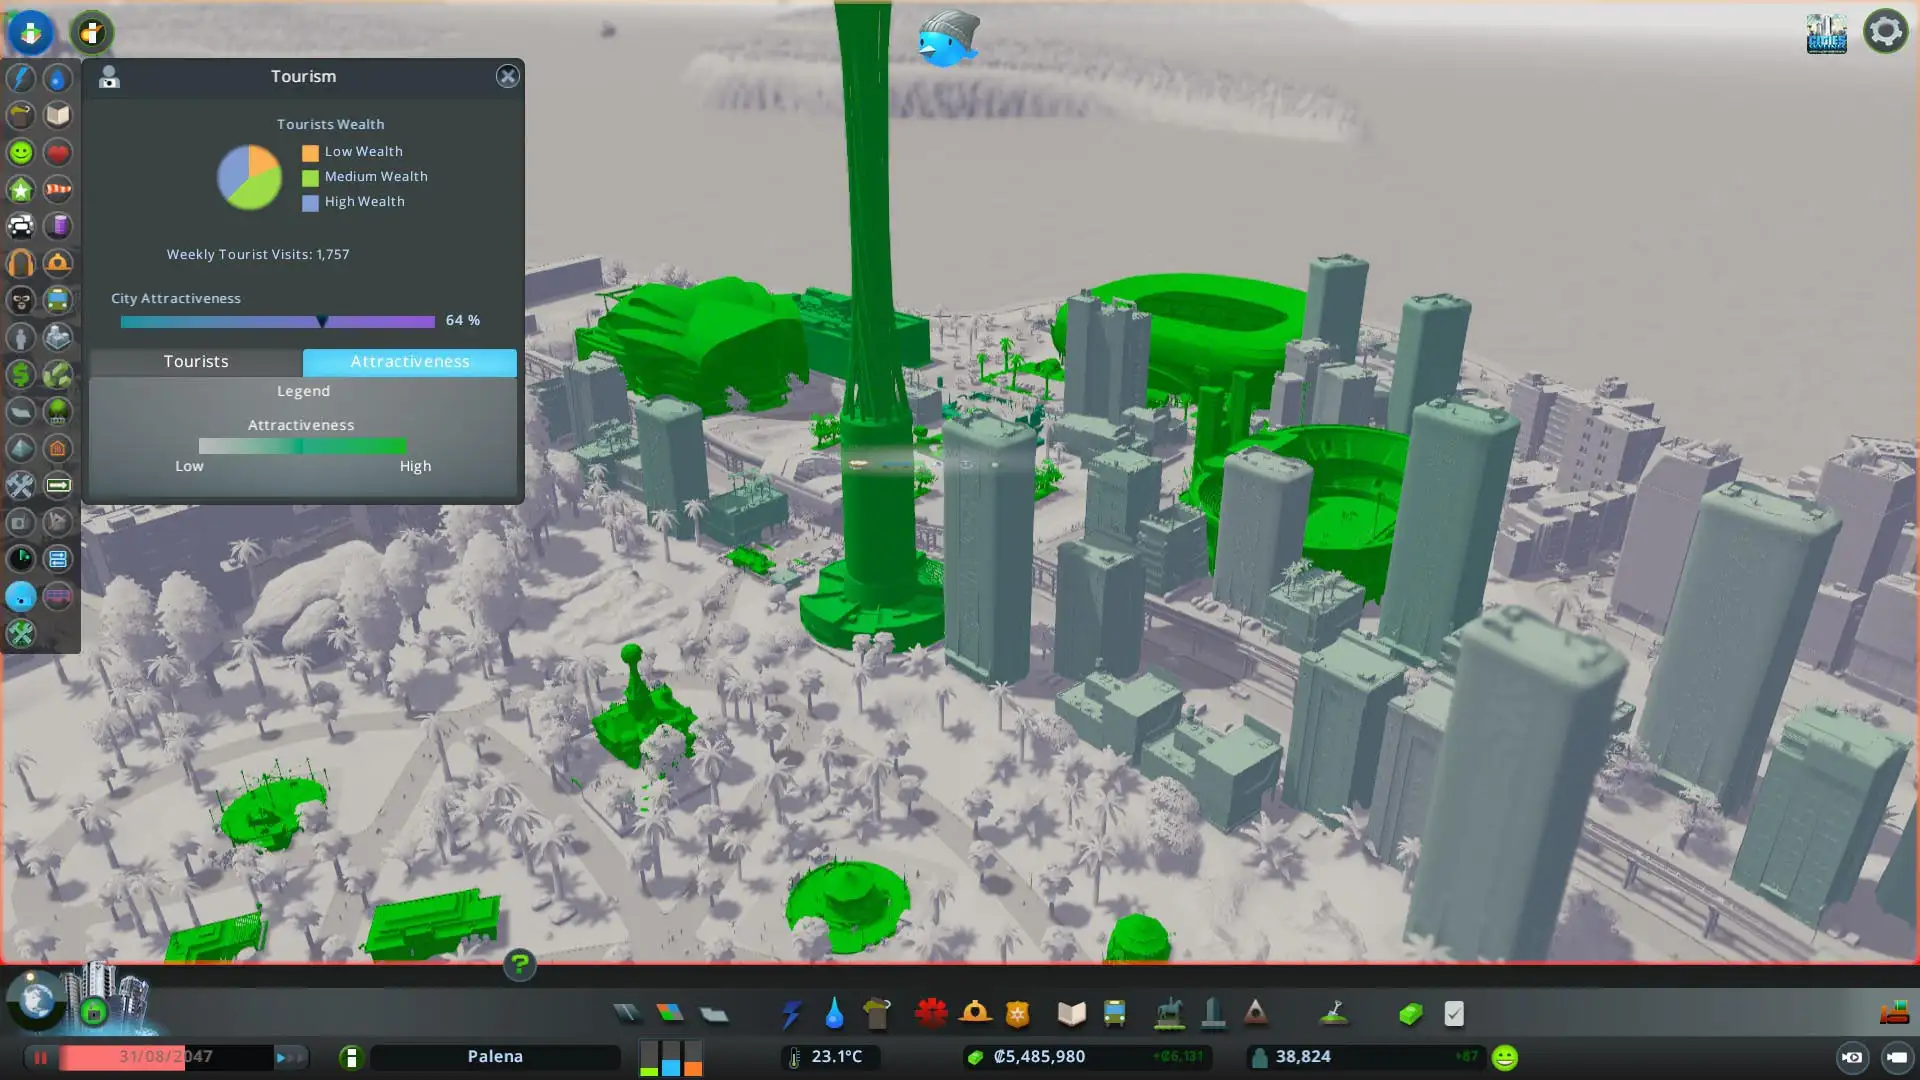 Tourism
Tourists Wealth
Low Wealth
Medium Wealth
High Wealth
Weekly Tourist Visits: 1,757
City Attractiveness
64 %
Tourists
Attractiveness
Legend
Attractiveness
Low
High
CITIES
31/08/2047
Palena
23.1°C
₡5,485,980
+₡6,131
38,824
+87